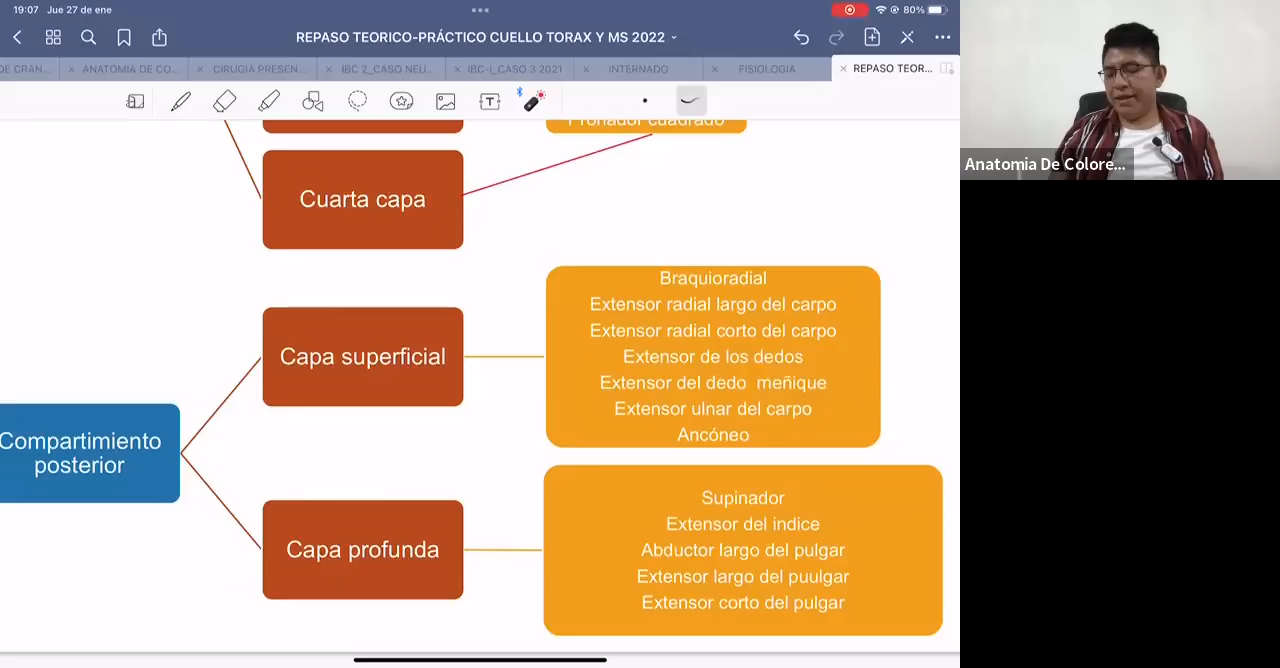 19:07 Jue 27 de ene
80%
REPASO TEORICO-PRÁCTICO CUELLO TORAX Y MS 2022
DE CRAN...
ANATOMIA DE CO...
CIRUGIA PRESEN...
IBC 2_CASO NEU...
IBC-I_CASO 3 2021
INTERNADO
FISIOLOGIA
REPASO TEOR...
Pronador cuadrado
Cuarta capa
Compartimiento
posterior
Capa superficial
Braquioradial
Extensor radial largo del carpo
Extensor radial corto del carpo
Extensor de los dedos
Extensor del dedo meñique
Extensor ulnar del carpo
Ancóneo
Capa profunda
Supinador
Extensor del indice
Abductor largo del pulgar
Extensor largo del puulgar
Extensor corto del pulgar
Anatomia De Colore...